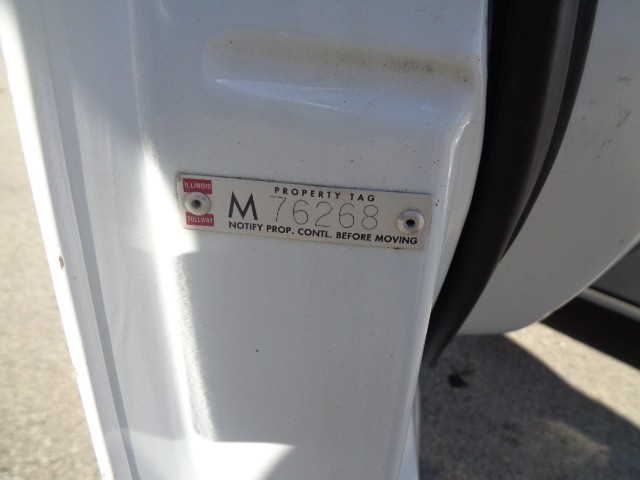 ILLINOIS
TOLLWAY
PROPERTY TAG
M 76268
NOTIFY PROP. CONTL. BEFORE MOVING